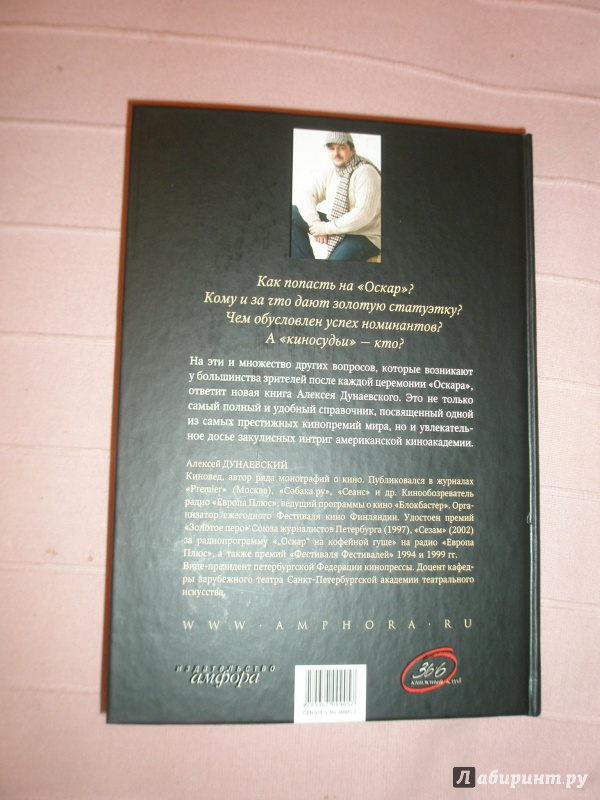 Как попасть на «Оскар»?
Кому и за что дают золотую статуэтку?
Чем обусловлен успех номинантов?
А «киносудьи» — кто?
На эти и множество других вопросов, которые возникают
у большинства зрителей после каждой церемонии «Оскара»,
ответит новая книга Алексея Дунаевского. Это не только
самый полный и удобный справочник, посвященный одной
из самых престижных кинопремий мира, но и увлекатель-
ное досье закулисных интриг американской киноакадемии.
Алексей ДУНАЕВСКИЙ
Киновед, автор ряда монографий о кино. Публиковался в журналах
«Premier» (Москва), «Собака.ру», «Сеанс» и др. Кинообозреватель
радио «Европа Плюс», ведущий программы о кино «Блокбастер». Орга-
низатор ежегодного Фестиваля кино Финляндии. Удостоен премий
«Золотое перо» Союза журналистов Петербурга (1997), «Сезам» (2002)
за радиопрограмму «„Оскар" на кофейной гуще» на радио «Европа
Плюс», а также премий «Фестиваля Фестивалей» 1994 и 1999 гг.
Вице-президент петербургской Федерации кинопрессы. Доцент кафед-
ры зарубежного театра Санкт-Петербургской академии театрального
искусства.
WWW·AMPHORA·RU
ИЗДАТЕЛЬСТВО
амфора
366
книжный клуб
Лабиринт.ру